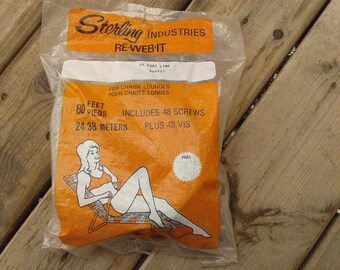 Sterling INDUSTRIES
RE-WEB-IT
FOR CHAISE LOUNGES
POUR CHAISE LONGES
80 FEET PIEDS INCLUDES 48 SCREWS
24.38 METERS PLUS 48 VIS